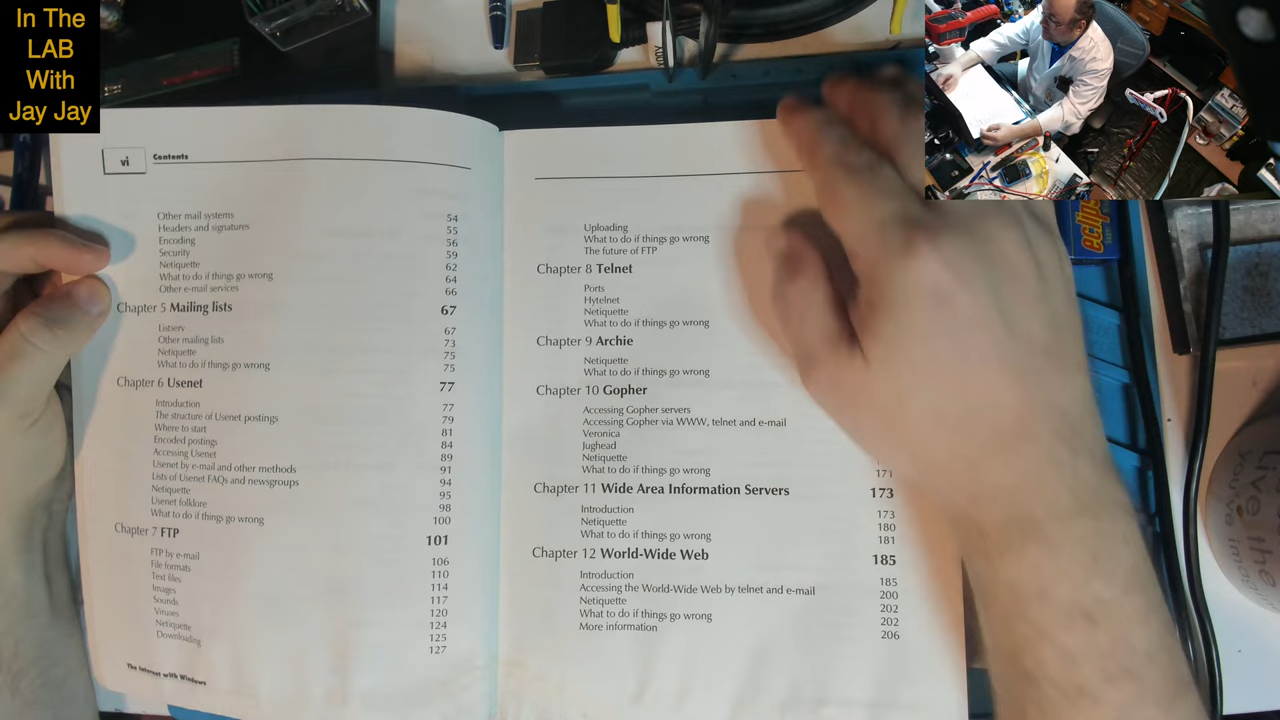 In The
LAB
With
Jay Jay
vi Contents
Other mail systems 54
Headers and signatures 55
Encoding 56
Security 59
Netiquette 62
What to do if things go wrong 64
Other e-mail services 66
Chapter 5 Mailing lists 67
Listserv 67
Other mailing lists 73
Netiquette 75
What to do if things go wrong 75
Chapter 6 Usenet 77
Introduction 77
The structure of Usenet postings 79
Where to start 81
Encoded postings 84
Accessing Usenet 89
Usenet by e-mail and other methods 91
Lists of Usenet FAQs and newsgroups 94
Netiquette 95
Usenet folklore 98
What to do if things go wrong 100
Chapter 7 FTP 101
FTP by e-mail 106
File formats 110
Text files 114
Images 117
Sounds 120
Viruses 124
Netiquette 125
Downloading 127
The Internet with Windows
Uploading
What to do if things go wrong
The future of FTP
Chapter 8 Telnet
Ports
Hytelnet
Netiquette
What to do if things go wrong
Chapter 9 Archie
Netiquette
What to do if things go wrong
Chapter 10 Gopher
Accessing Gopher servers
Accessing Gopher via WWW, telnet and e-mail
Veronica
Jughead
Netiquette
What to do if things go wrong 171
Chapter 11 Wide Area Information Servers 173
Introduction 173
Netiquette 180
What to do if things go wrong 181
Chapter 12 World-Wide Web 185
Introduction 185
Accessing the World-Wide Web by telnet and e-mail 200
Netiquette 202
What to do if things go wrong 202
More information 206
eclips